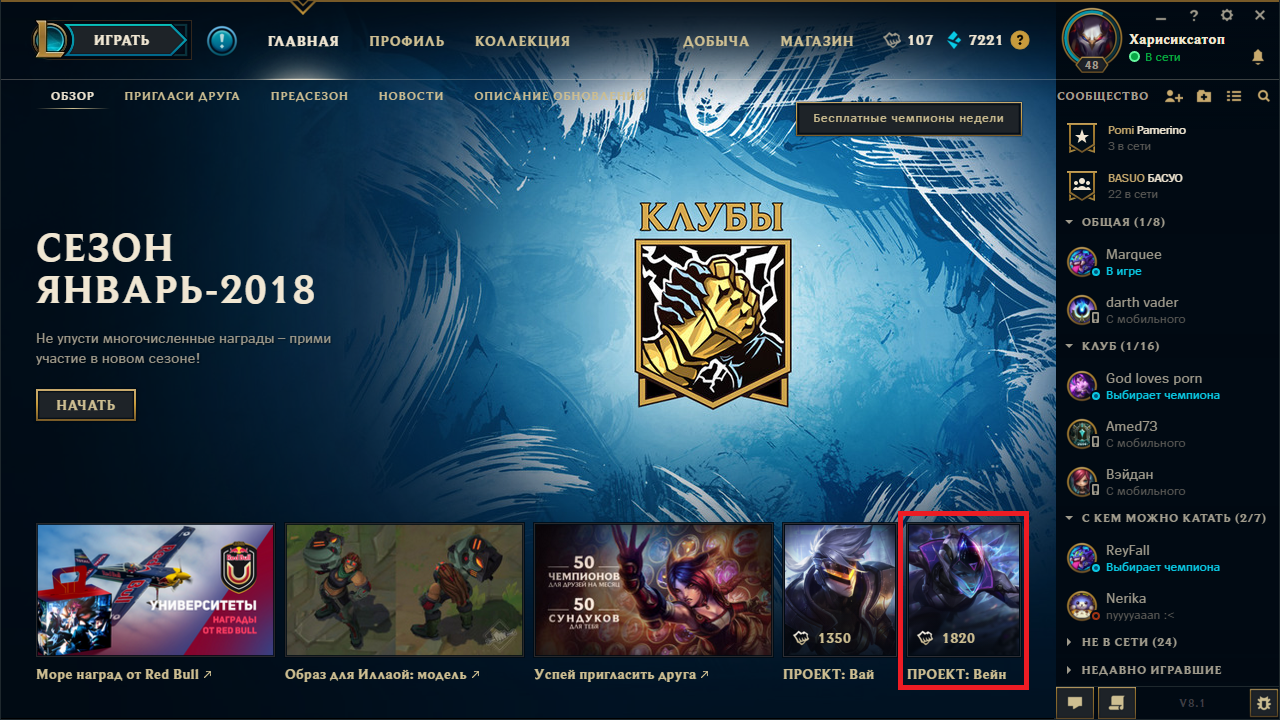 ИГРАТЬ
ГЛАВНАЯ
ПРОФИЛЬ
КОЛЛЕКЦИЯ
ДОБЫЧА
МАГАЗИН
107
7221
?
48
Харисиксатоп
В сети
ОБЗОР
ПРИГЛАСИ ДРУГА
ПРЕДСЕЗОН
НОВОСТИ
ОПИСАНИЕ ОБНОВЛЕНИЙ
Бесплатные чемпионы недели
КЛУБЫ
СЕЗОН
ЯНВАРЬ-2018
Не упусти многочисленные награды – прими
участие в новом сезоне!
НАЧАТЬ
Red Bull
УНИВЕРСИТЕТЫ
НАГРАДЫ
ОТ RED BULL
Море наград от Red Bull
Образ для Иллаой: модель
50
ЧЕМПИОНОВ
ДЛЯ ДРУЗЕЙ НА МЕСЯЦ
50
СУНДУКОВ
ДЛЯ ТЕБЯ
Успей пригласить друга
1350
ПРОЕКТ: Вай
1820
ПРОЕКТ: Вейн
СООБЩЕСТВО
Pomi Pamerino
3 в сети
BASUO БАСУО
22 в сети
ОБЩАЯ (1/8)
Marquee
В игре
darth vader
С мобильного
КЛУБ (1/16)
God loves porn
Выбирает чемпиона
Amed73
С мобильного
Вэйдан
С мобильного
С КЕМ МОЖНО КАТАТЬ (2/7)
ReyFall
Выбирает чемпиона
Nerika
nyyyyaaan :<
НЕ В СЕТИ (24)
НЕДАВНО ИГРАВШИЕ
V8.1